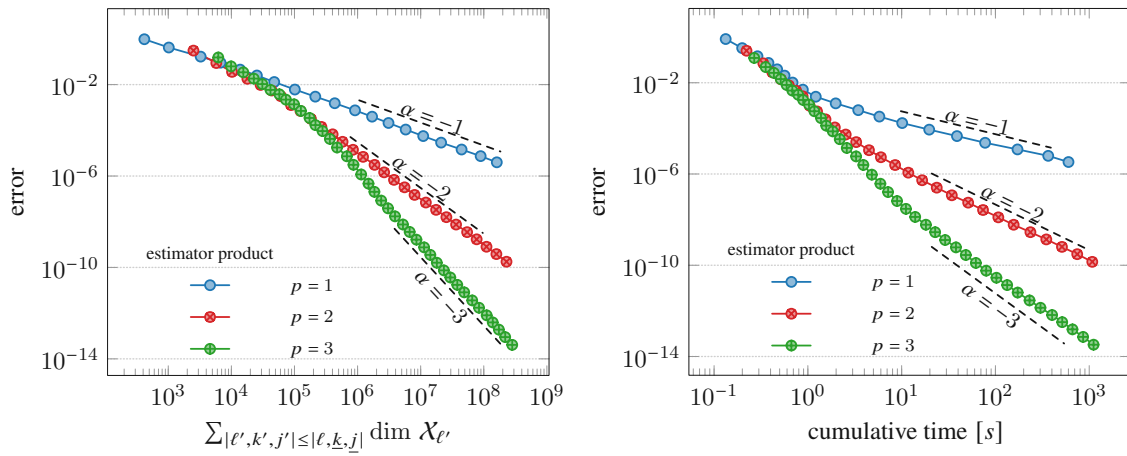 error
10^{-2}
10^{-6}
10^{-10}
10^{-14}
α = −1
α = −2
α = −3
estimator product
p = 1
p = 2
p = 3
10^3 10^4 10^5 10^6 10^7 10^8 10^9
∑_{|ℓ′,k′,j′|≤|ℓ,\underline{k},\underline{j}|} dim 𝒳_{ℓ′}
error
10^{-2}
10^{-6}
10^{-10}
10^{-14}
α = −1
α = −2
α = −3
estimator product
p = 1
p = 2
p = 3
10^{-1} 10^0 10^1 10^2 10^3
cumulative time [s]